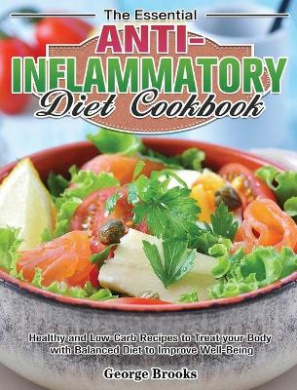 The Essential
ANTI-
INFLAMMATORY
Diet Cookbook
Healthy and Low Carb Recipes to Treat your Body
with Balanced Diet to Improve Well-Being
George Brooks